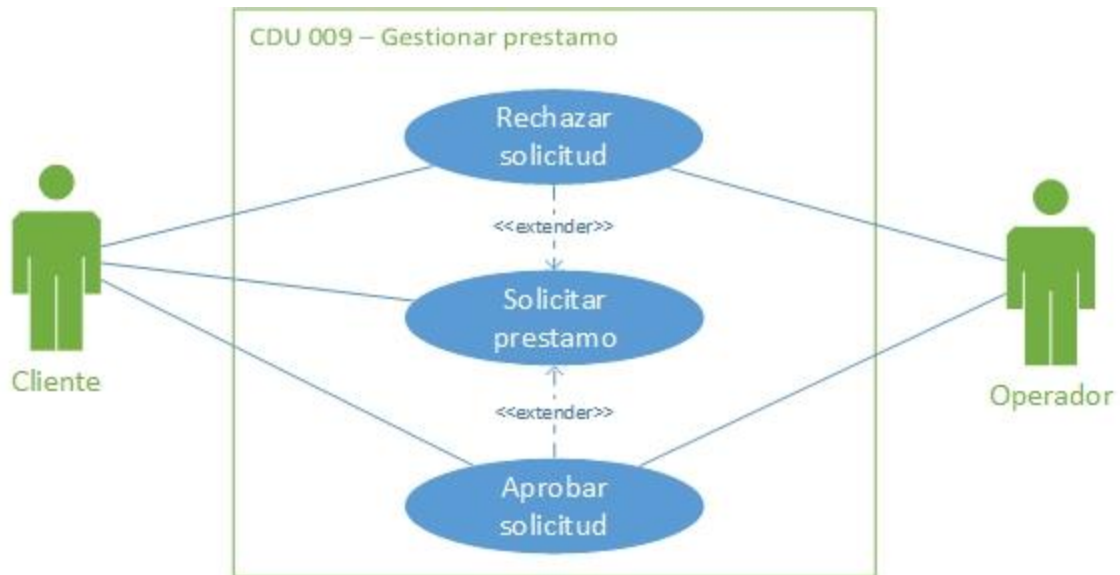 CDU 009 – Gestionar prestamo
Rechazar
solicitud
<<extender>>
Solicitar
prestamo
Cliente
Operador
<<extender>>
Aprobar
solicitud